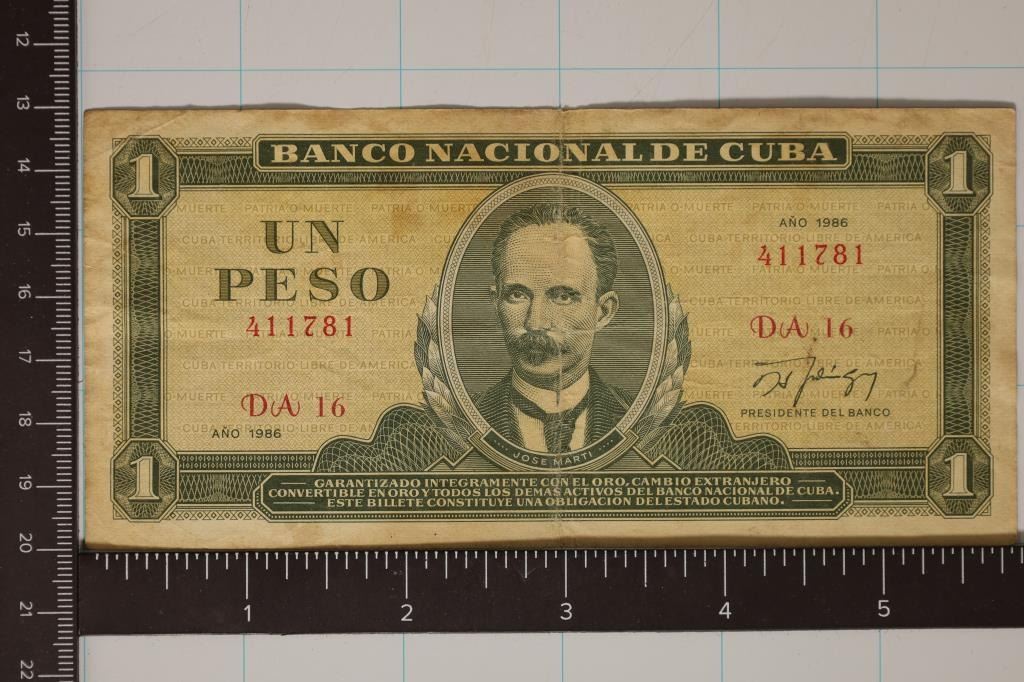 BANCO NACIONAL DE CUBA
1
1
PATRIA O MUERTE
CUBA TERRITORIO LIBRE DE AMERICA
UN
PESO
411781
DA 16
AÑO 1986
AÑO 1986
411781
DA 16
PRESIDENTE DEL BANCO
JOSE MARTI
1
1
GARANTIZADO INTEGRAMENTE CON EL ORO, CAMBIO EXTRANJERO
CONVERTIBLE EN ORO Y TODOS LOS DEMAS ACTIVOS DEL BANCO NACIONAL DE CUBA.
ESTE BILLETE CONSTITUYE UNA OBLIGACION DEL ESTADO CUBANO.
12
13
14
15
16
17
18
19
20
21
22
1 2 3 4 5